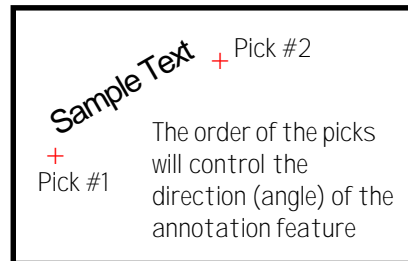 Pick #2
Sample Text
Pick #1
The order of the picks
will control the
direction (angle) of the
annotation feature